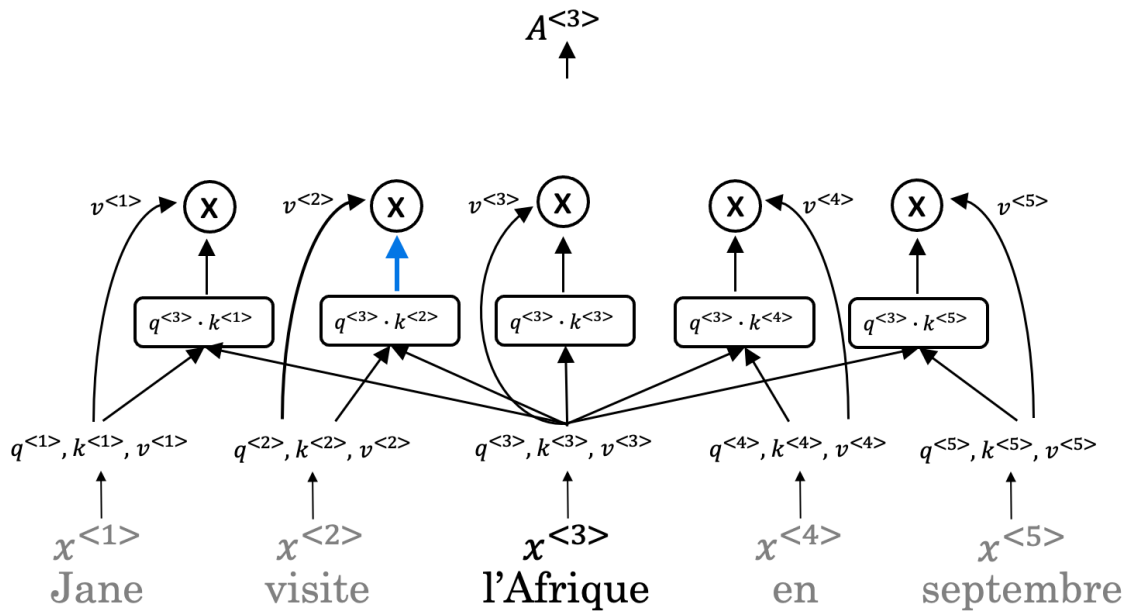 A<3>
v<1> X v<2> X v<3> X X v<4> X v<5>
q<3> · k<1> q<3> · k<2> q<3> · k<3> q<3> · k<4> q<3> · k<5>
q<1>, k<1>, v<1> q<2>, k<2>, v<2> q<3>, k<3>, v<3> q<4>, k<4>, v<4> q<5>, k<5>, v<5>
x<1> x<2> x<3> x<4> x<5>
Jane visite l'Afrique en septembre